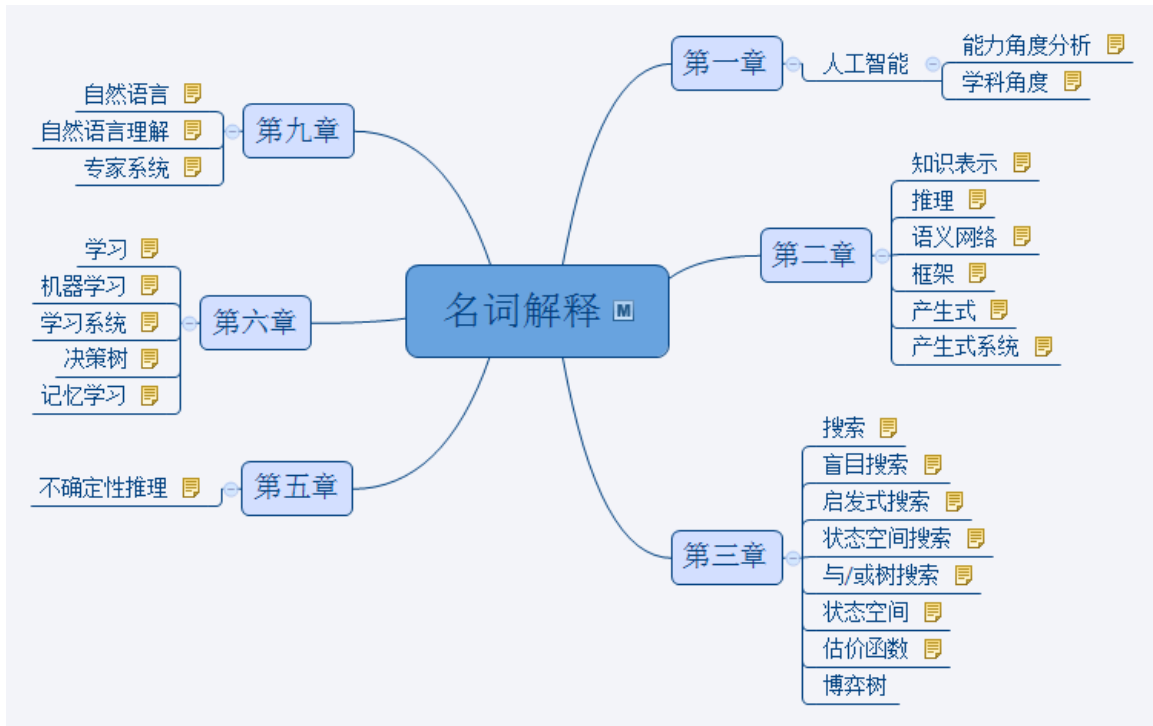 名词解释
M
第一章
人工智能
能力角度分析
学科角度
第二章
知识表示
推理
语义网络
框架
产生式
产生式系统
第三章
搜索
盲目搜索
启发式搜索
状态空间搜索
与/或树搜索
状态空间
估价函数
博弈树
第五章
不确定性推理
第六章
学习
机器学习
学习系统
决策树
记忆学习
第九章
自然语言
自然语言理解
专家系统